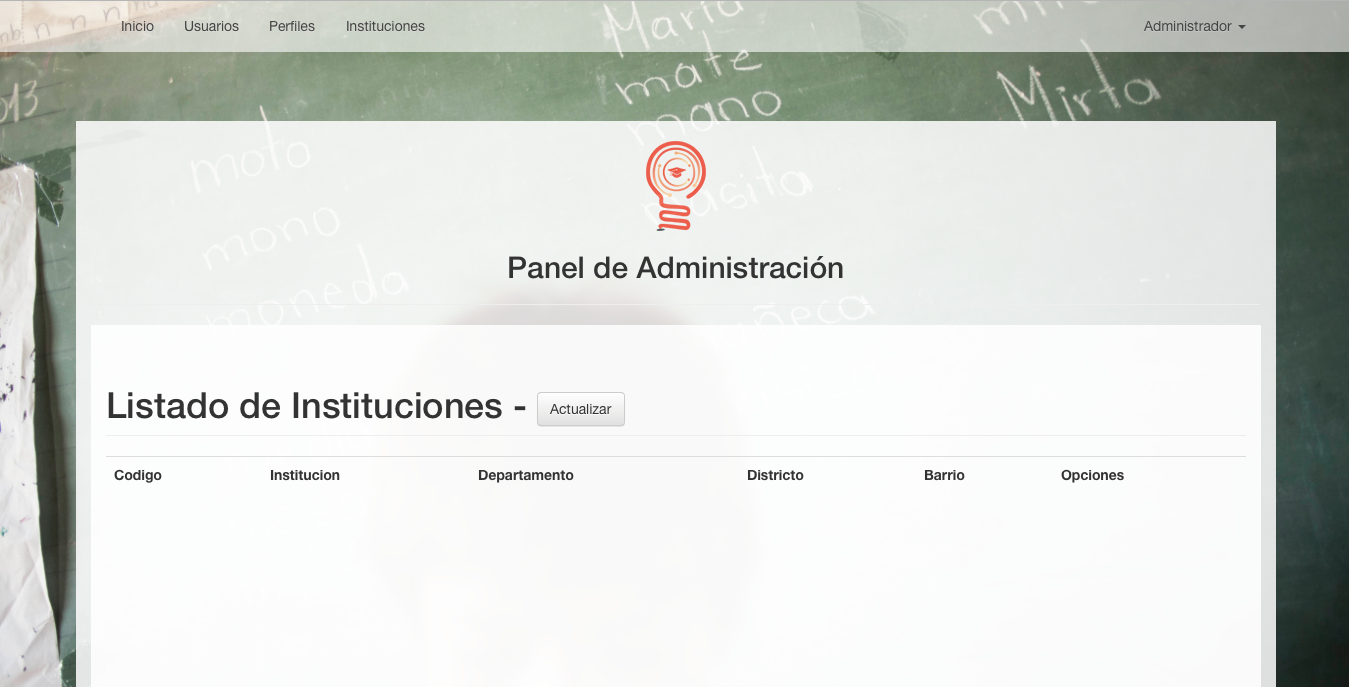 Inicio Usuarios Perfiles Instituciones Administrador
Maria
mate
mano
Mirta
013
moto
mono
moneda
Panel de Administración
Listado de Instituciones - Actualizar
Codigo Institucion Departamento Districto Barrio Opciones